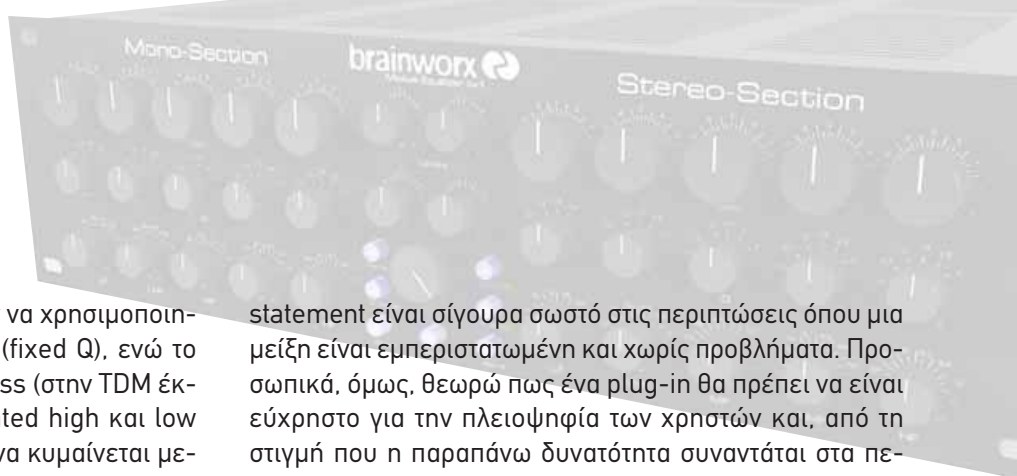 Mono-Section
brainworx
Stereo-Section
να χρησιμοποιη-
(fixed Q), ενώ το
ss (στην TDM έκ-
ted high και low
να κυμαίνεται με-
statement είναι σίγουρα σωστό στις περιπτώσεις όπου μια
μείξη είναι εμπεριστατωμένη και χωρίς προβλήματα. Προ-
σωπικά, όμως, θεωρώ πως ένα plug-in θα πρέπει να είναι
εύχρηστο για την πλειοψηφία των χρηστών και, από τη
στιγμή που η παραπάνω δυνατότητα συναντάται στα πε-